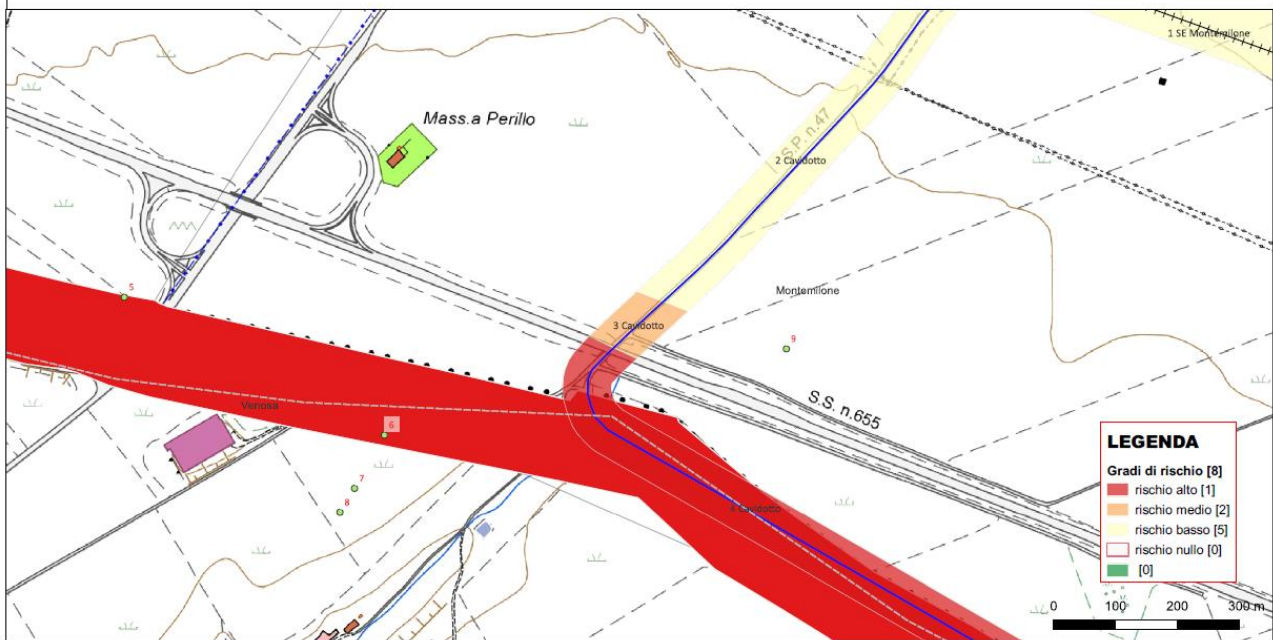 1 SE Montemilone
Mass.a Perillo
S.P. n.47
2 Cavidotto
5
Montemilone
3 Cavidotto
9
S.S. n.655
Venosa
6
7
8
4 Cavidotto
LEGENDA
Gradi di rischio [8]
rischio alto [1]
rischio medio [2]
rischio basso [5]
rischio nullo [0]
[0]
0 100 200 300 m